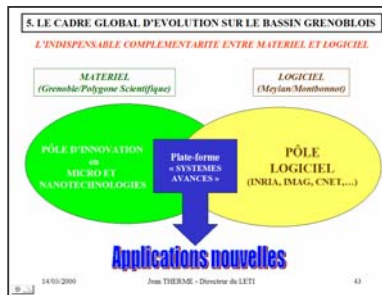 5. LE CADRE GLOBAL D'EVOLUTION SUR LE BASSIN GRENOBLOIS
L'INDISPENSABLE COMPLEMENTARITE ENTRE MATERIEL ET LOGICIEL
MATERIEL
(Grenoble/Polygone Scientifique)
LOGICIEL
(Meylan/Montbonnot)
PÔLE D'INNOVATION
en
MICRO ET
NANOTECHNOLOGIES
Plate-forme
« SYSTEMES
AVANCES »
PÔLE
LOGICIEL
(INRIA, IMAG, CNET,…)
Applications nouvelles
14/03/2000
Jean THERME - Directeur du LETI
43